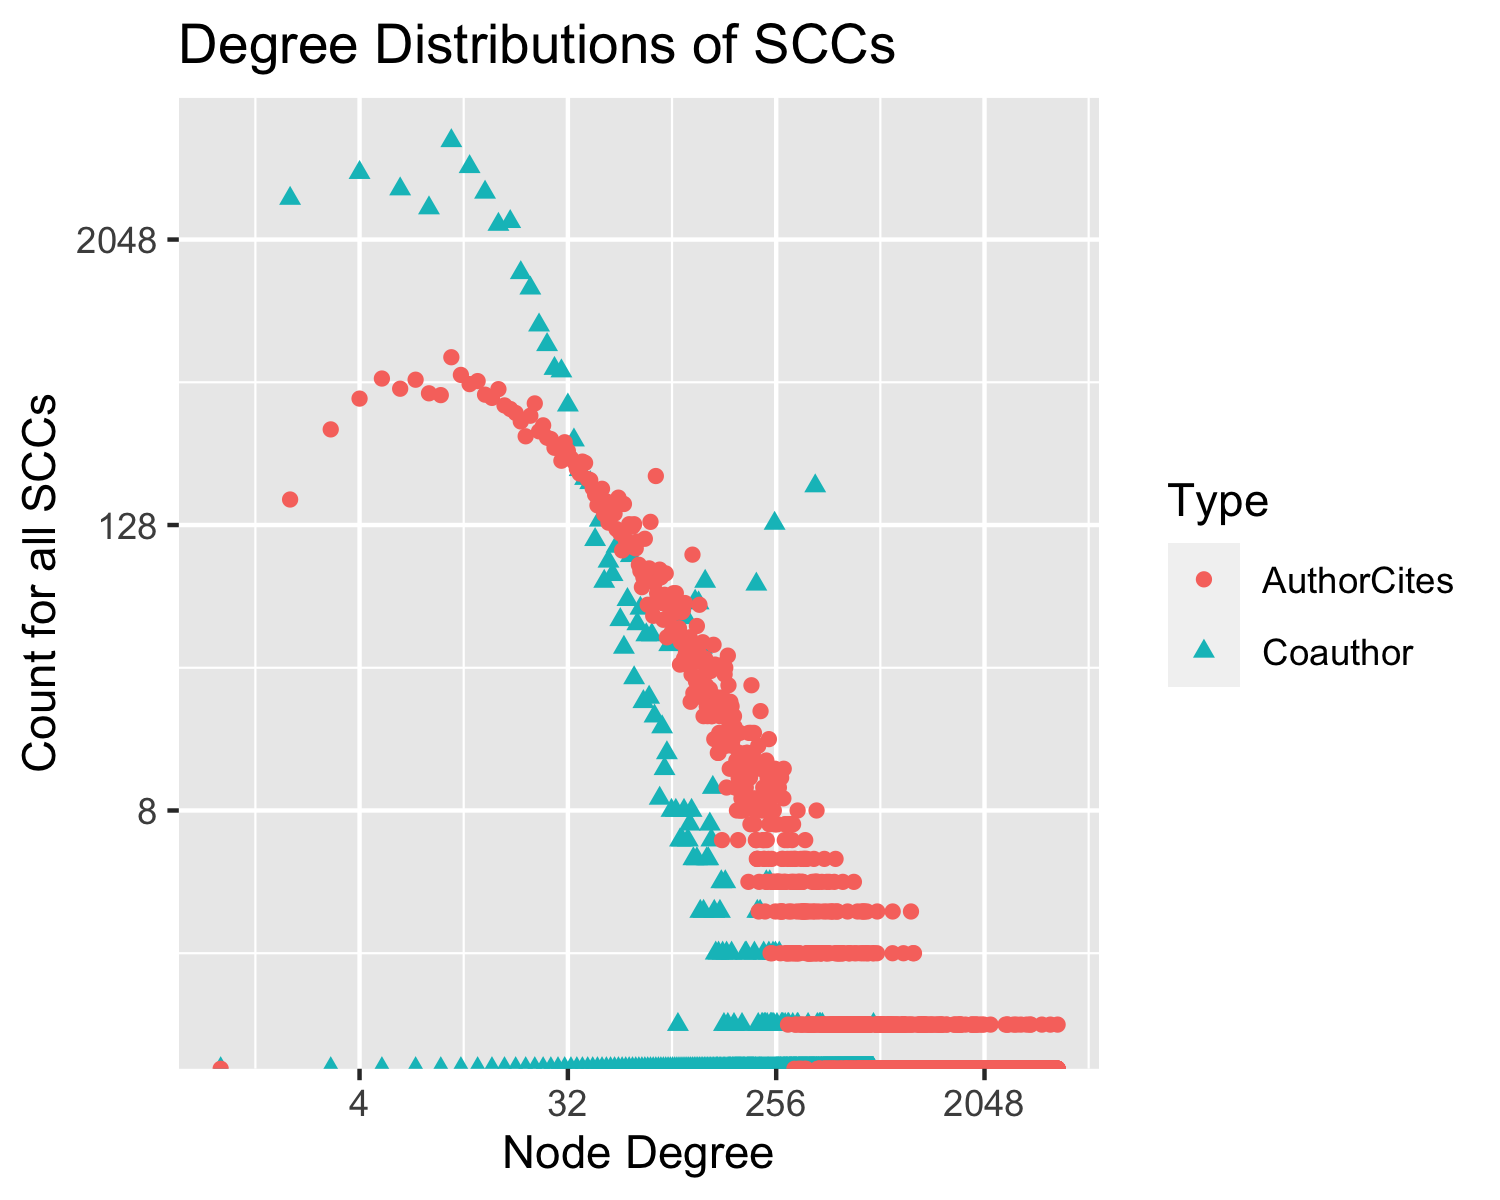 Degree Distributions of SCCs
Count for all SCCs
2048
128
8
4
32
256
2048
Node Degree
Type
AuthorCites
Coauthor